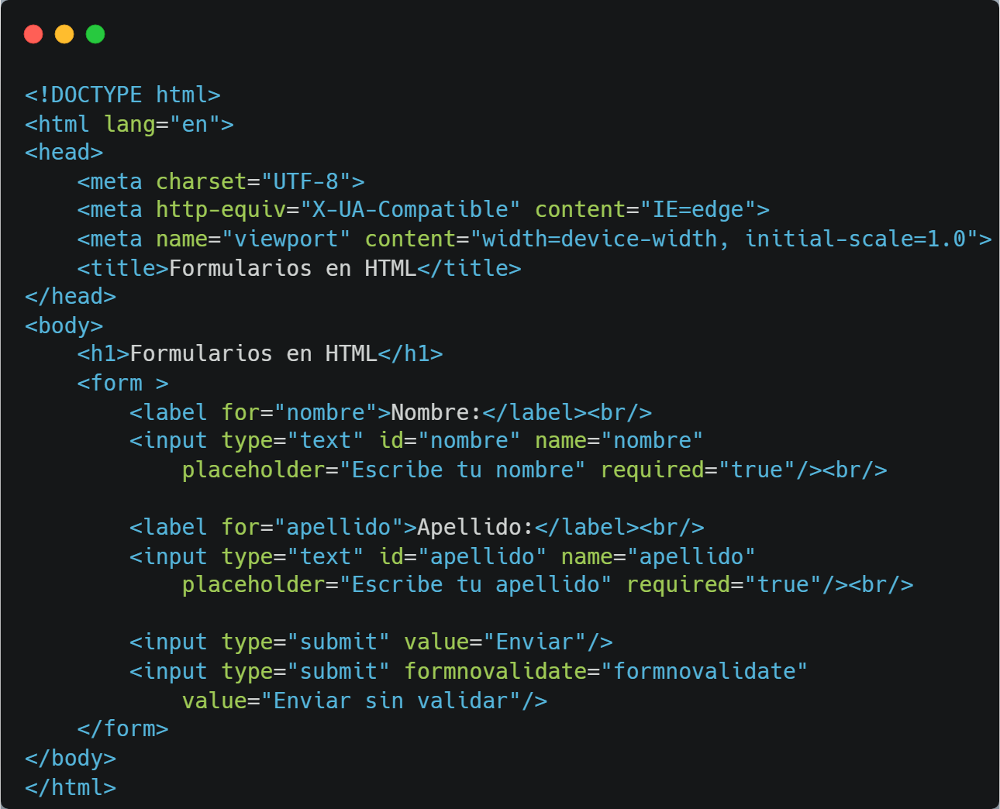 <!DOCTYPE html>
<html lang="en">
<head>
    <meta charset="UTF-8">
    <meta http-equiv="X-UA-Compatible" content="IE=edge">
    <meta name="viewport" content="width=device-width, initial-scale=1.0">
    <title>Formularios en HTML</title>
</head>
<body>
    <h1>Formularios en HTML</h1>
    <form >
        <label for="nombre">Nombre:</label><br/>
        <input type="text" id="nombre" name="nombre"
            placeholder="Escribe tu nombre" required="true"/><br/>

        <label for="apellido">Apellido:</label><br/>
        <input type="text" id="apellido" name="apellido"
            placeholder="Escribe tu apellido" required="true"/><br/>

        <input type="submit" value="Enviar"/>
        <input type="submit" formnovalidate="formnovalidate"
            value="Enviar sin validar"/>
    </form>
</body>
</html>